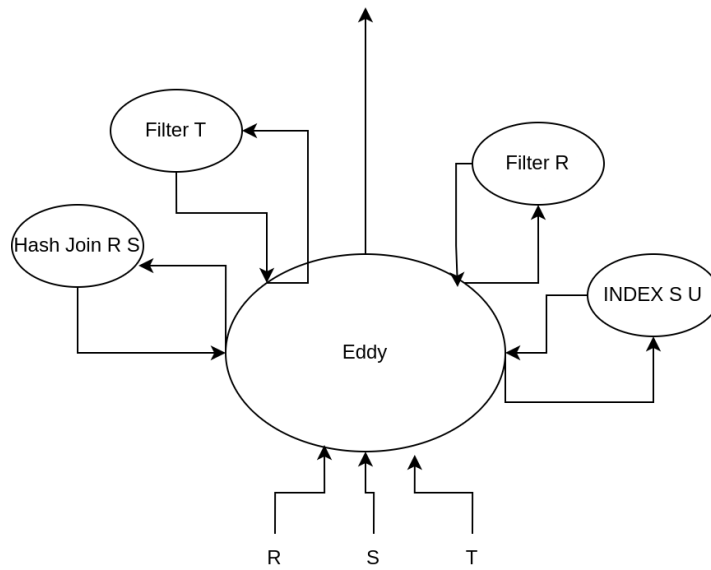 Filter T
Filter R
Hash Join R S
INDEX S U
Eddy
R
S
T